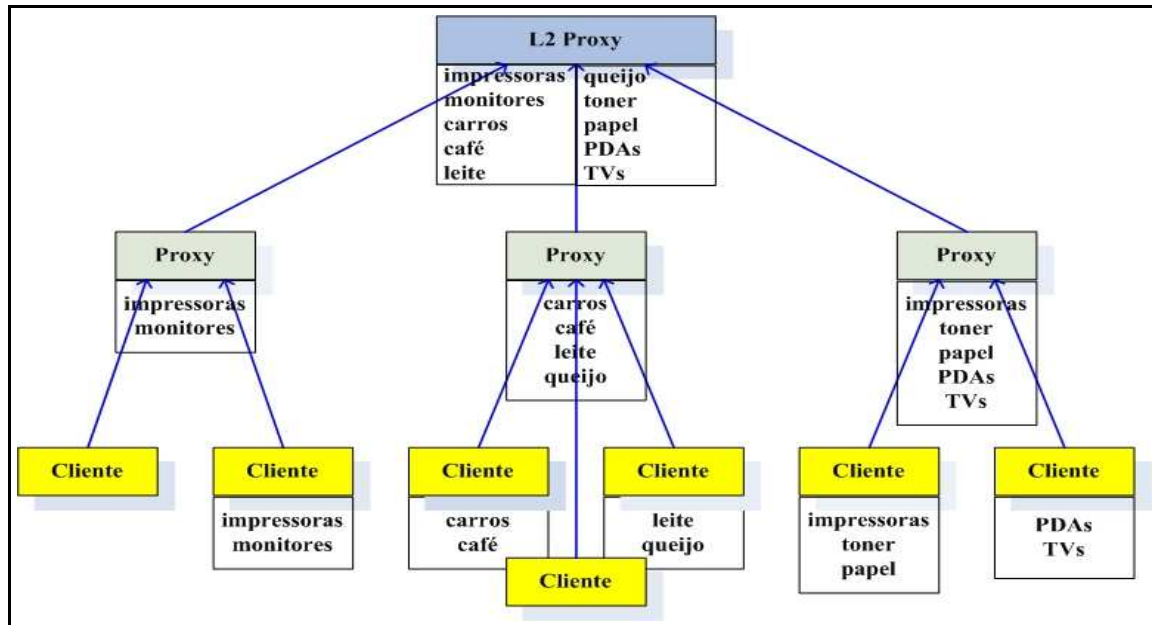 L2 Proxy
impressoras
monitores
carros
café
leite
queijo
toner
papel
PDAs
TVs
Proxy
impressoras
monitores
Proxy
carros
café
leite
queijo
Proxy
impressoras
toner
papel
PDAs
TVs
Cliente
Cliente
impressoras
monitores
Cliente
carros
café
Cliente
Cliente
leite
queijo
Cliente
impressoras
toner
papel
Cliente
PDAs
TVs